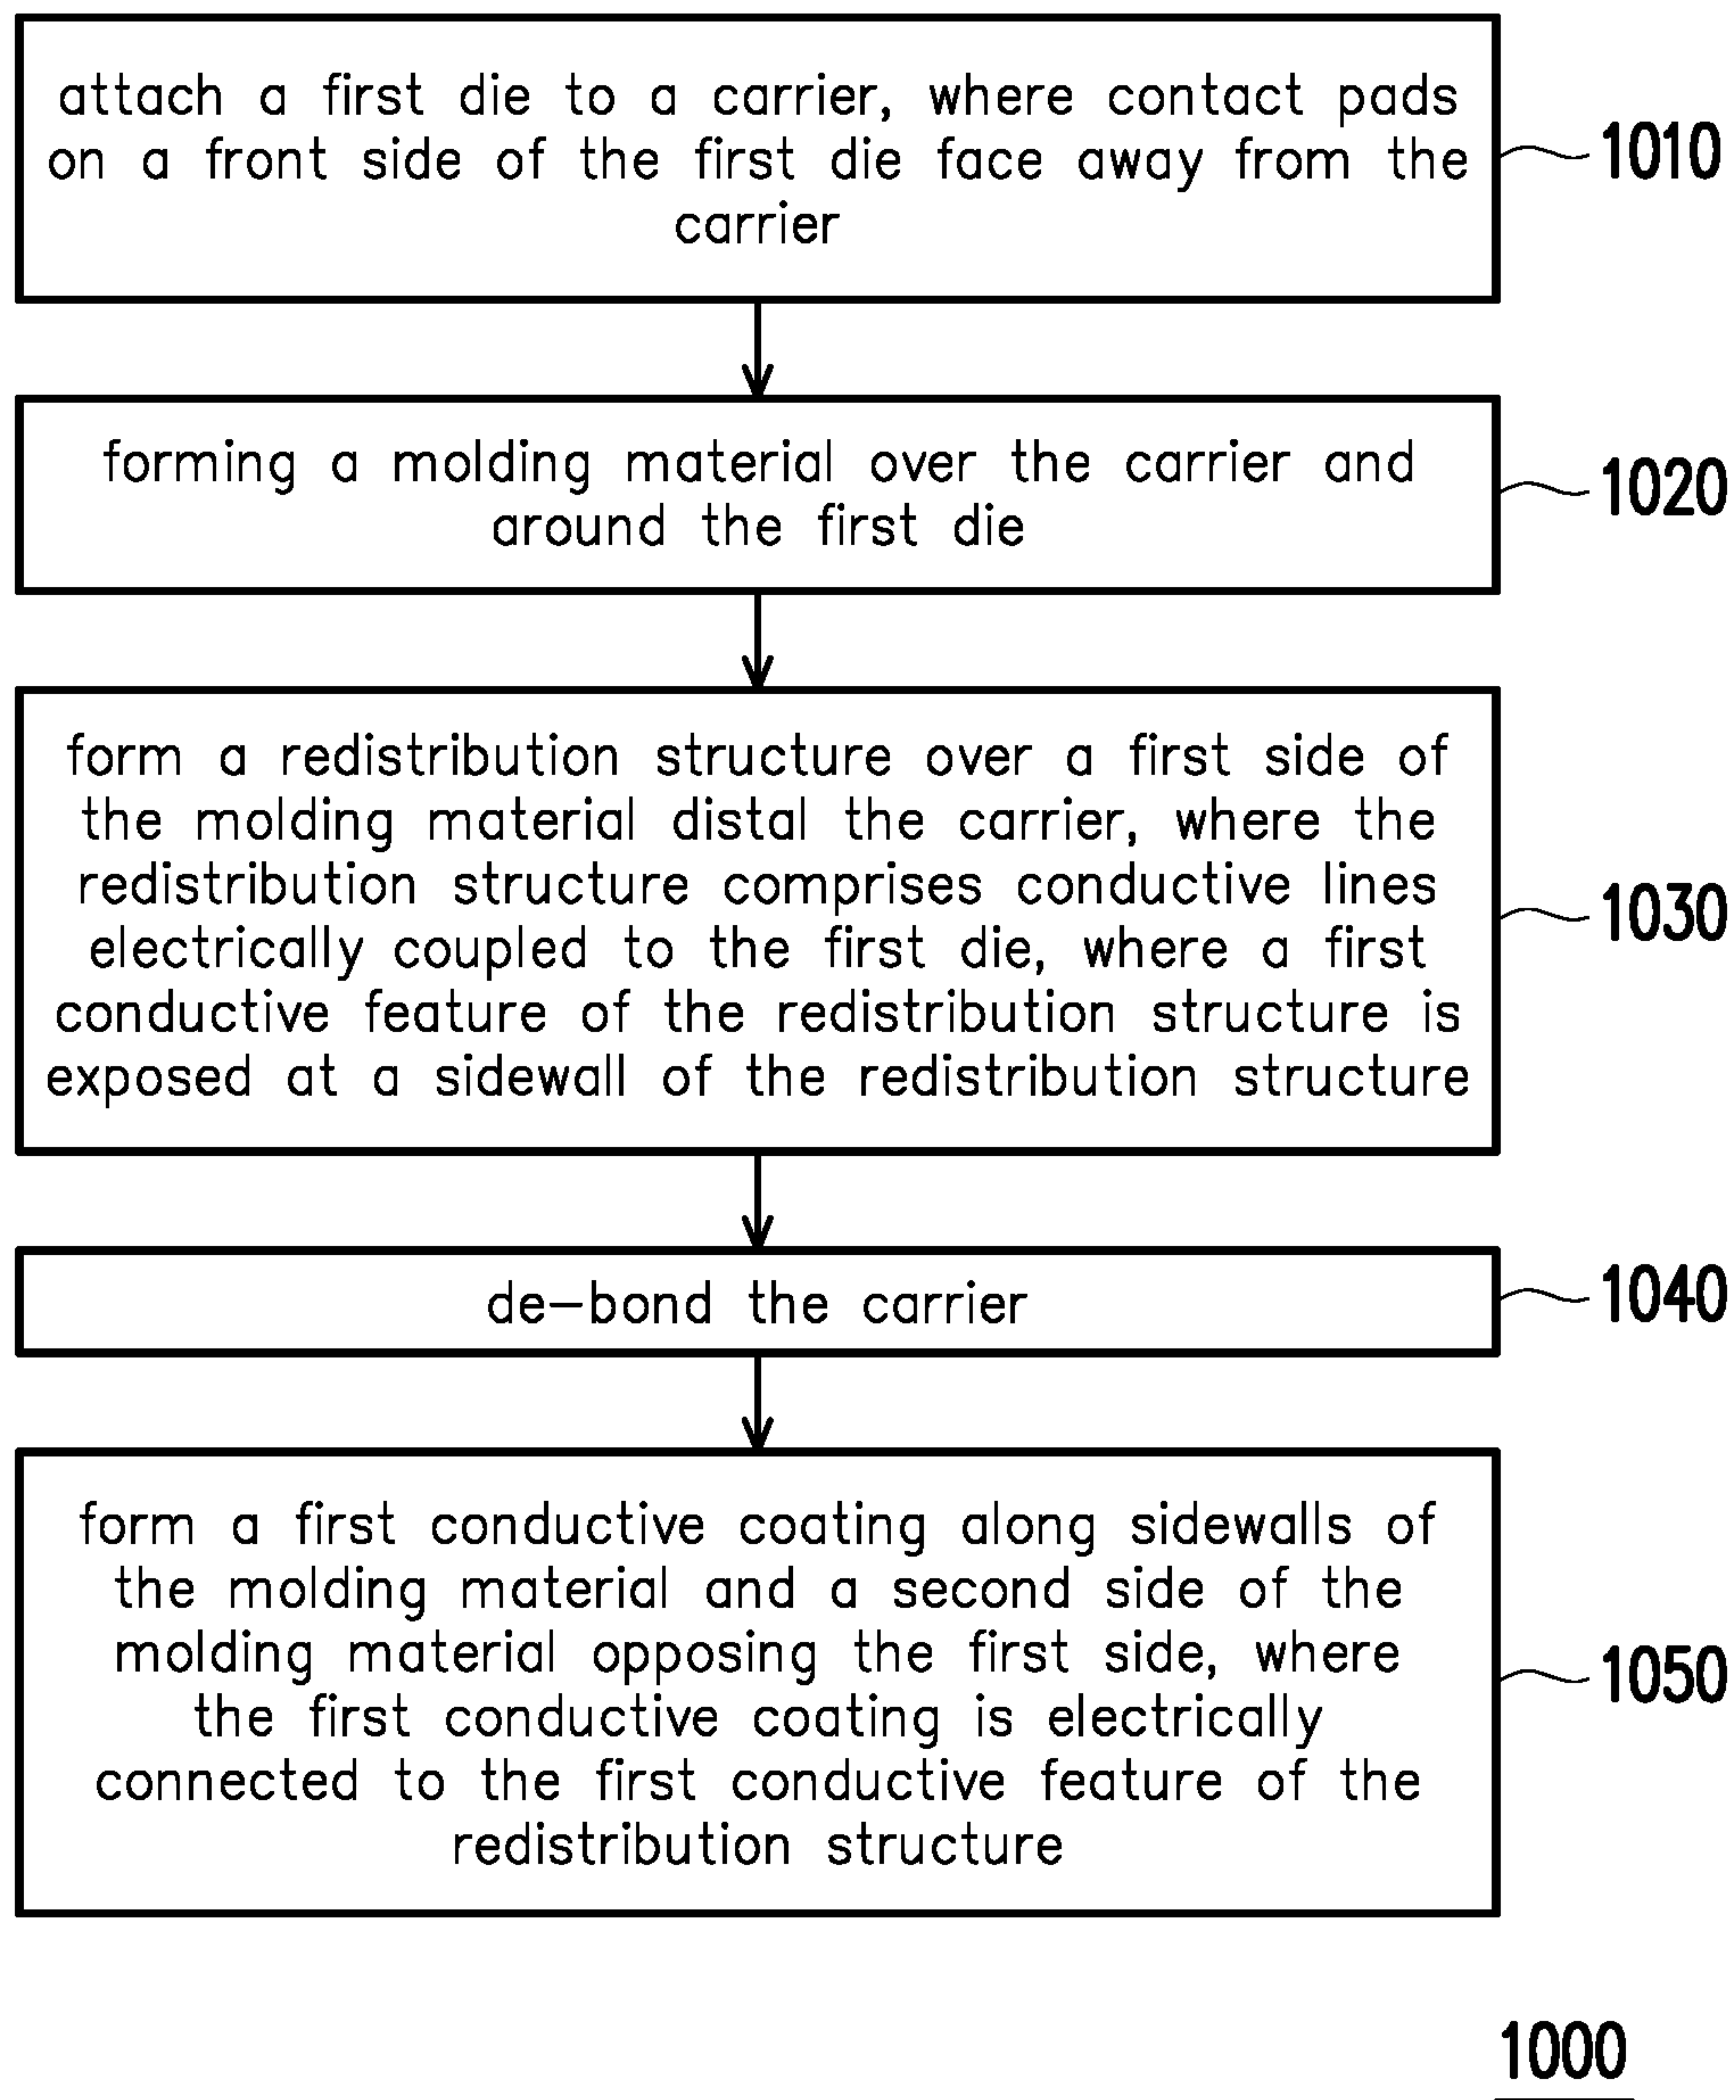 attach a first die to a carrier, where contact pads
on a front side of the first die face away from the
carrier
1010
forming a molding material over the carrier and
around the first die
1020
form a redistribution structure over a first side of
the molding material distal the carrier, where the
redistribution structure comprises conductive lines
electrically coupled to the first die, where a first
conductive feature of the redistribution structure is
exposed at a sidewall of the redistribution structure
1030
de-bond the carrier
1040
form a first conductive coating along sidewalls of
the molding material and a second side of the
molding material opposing the first side, where
the first conductive coating is electrically
connected to the first conductive feature of the
redistribution structure
1050
1000